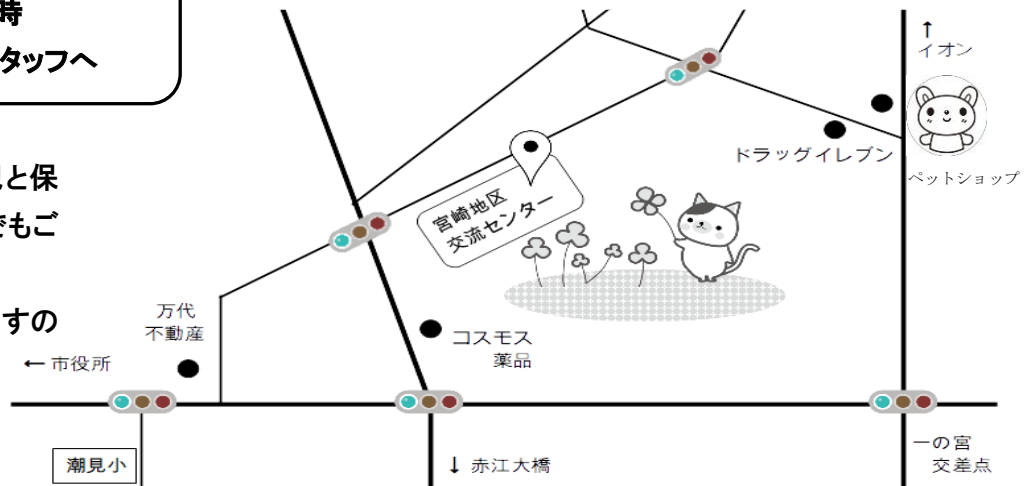 時
タッフへ
見と保
でもご
すの
↑
イオン
ドラッグイレブン
ペットショップ
宮崎地区
交流センター
万代
不動産
← 市役所
コスモス
薬品
潮見小
↓ 赤江大橋
一の宮
交差点